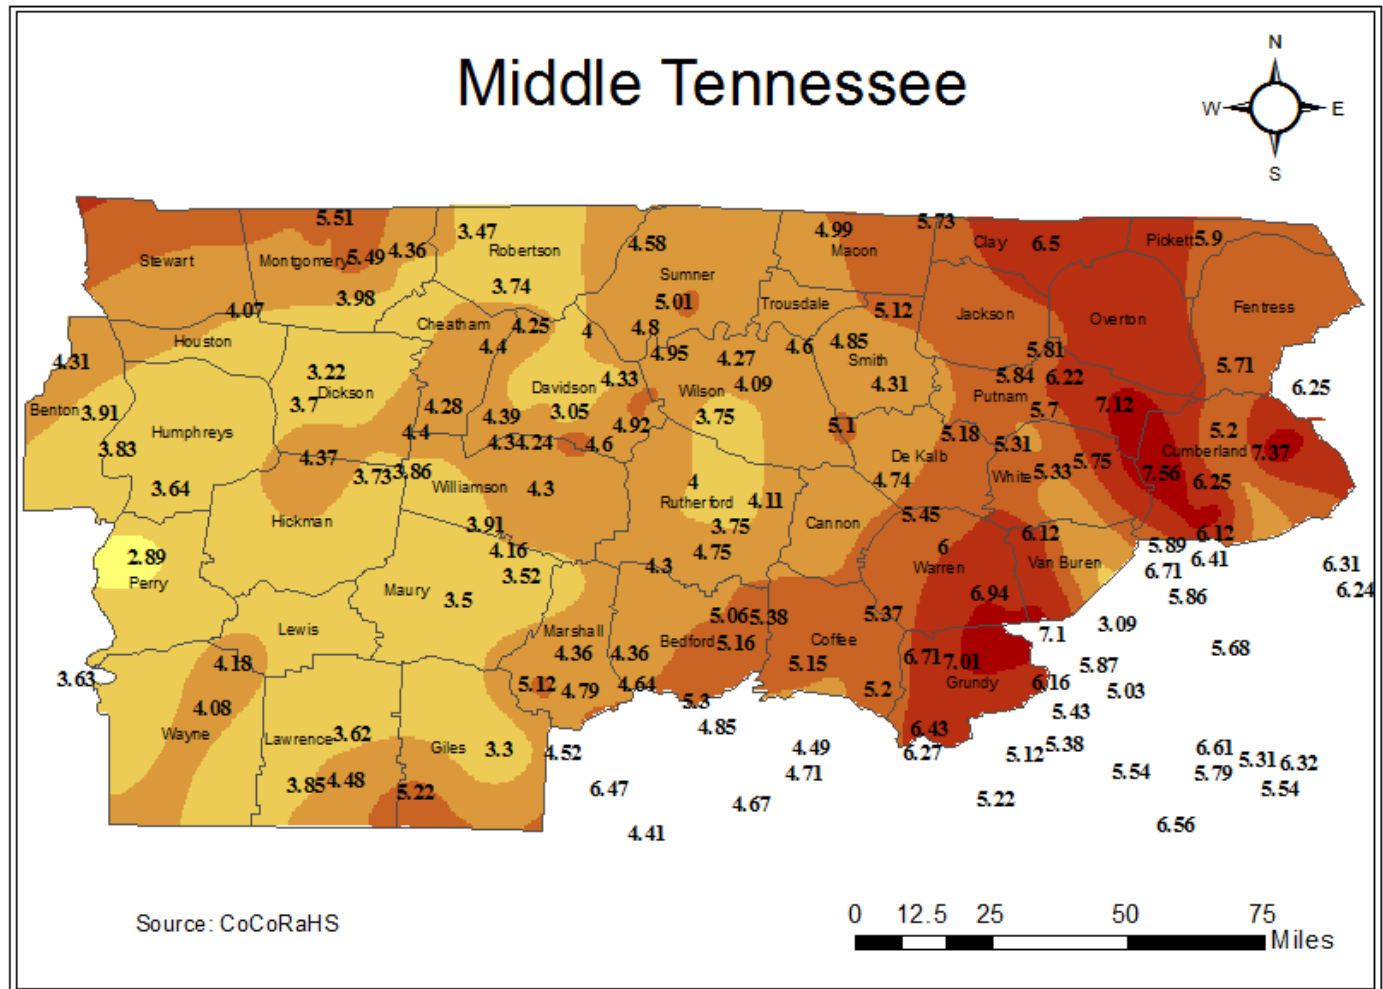 Middle Tennessee
N
W E
S
5.51
3.47
4.58
4.99
5.73
Clay
6.5
Pickett
5.9
Stewart
Montgomery
5.49
4.36
Robertson
Sumner
Macon
3.98
3.74
5.01
Trousdale
5.12
Jackson
Overton
Fentress
4.07
Cheatham
4.25
4
4.8
Houston
4.4
4.95
4.27
4.6
4.85
Smith
5.81
4.31
3.22
Dickson
Davidson
4.33
Wilson
4.09
4.31
5.84
6.22
5.71
6.25
Putnam
Benton
3.91
3.7
4.28
4.39
3.05
3.75
5.7
7.12
Humphreys
4.4
4.34.24
4.6
4.92
5.1
5.18
5.31
5.2
3.83
4.37
3.73
3.86
De Kalb
Cumberland
7.37
3.64
Williamson
4.3
4
Rutherford
4.11
4.74
White
5.33
5.75
7.56
6.25
Hickman
3.91
3.75
Cannon
5.45
6.12
6.12
2.89
Perry
4.16
4.75
6
Warren
Van Buren
5.89
6.41
6.31
3.52
4.3
6.71
6.24
Maury
3.5
6.94
5.86
Lewis
Marshall
5.06
5.38
5.37
3.09
4.36
4.36
Bedford
5.16
Coffee
7.1
5.68
4.18
5.15
6.71
7.01
5.87
3.63
5.12
4.79
4.64
5.2
Grundy
6.16
5.03
4.08
5.3
5.43
Wayne
Lawrence
3.62
Giles
3.3
4.52
4.85
4.49
6.43
6.27
5.12
5.38
6.61
5.31
6.32
3.85
4.48
5.22
6.47
4.71
5.54
5.79
5.54
4.67
5.22
4.41
6.56
Source: CoCoRaHS
0 12.5 25 50 75
Miles